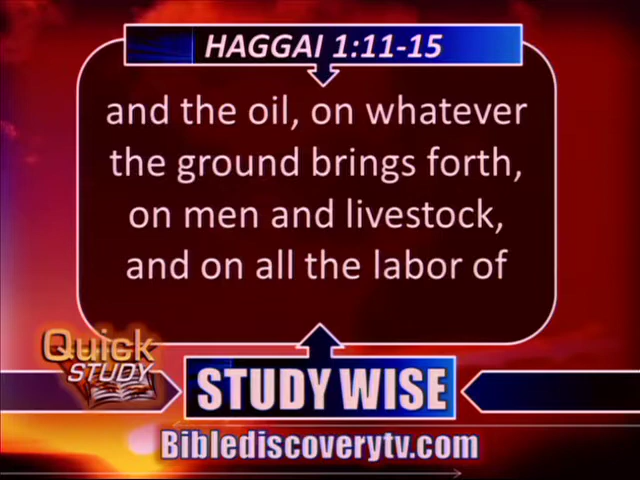 HAGGAI 1:11-15
and the oil, on whatever
the ground brings forth,
on men and livestock,
and on all the labor of
Quick
STUDY
STUDY WISE
Biblediscoverytv.com